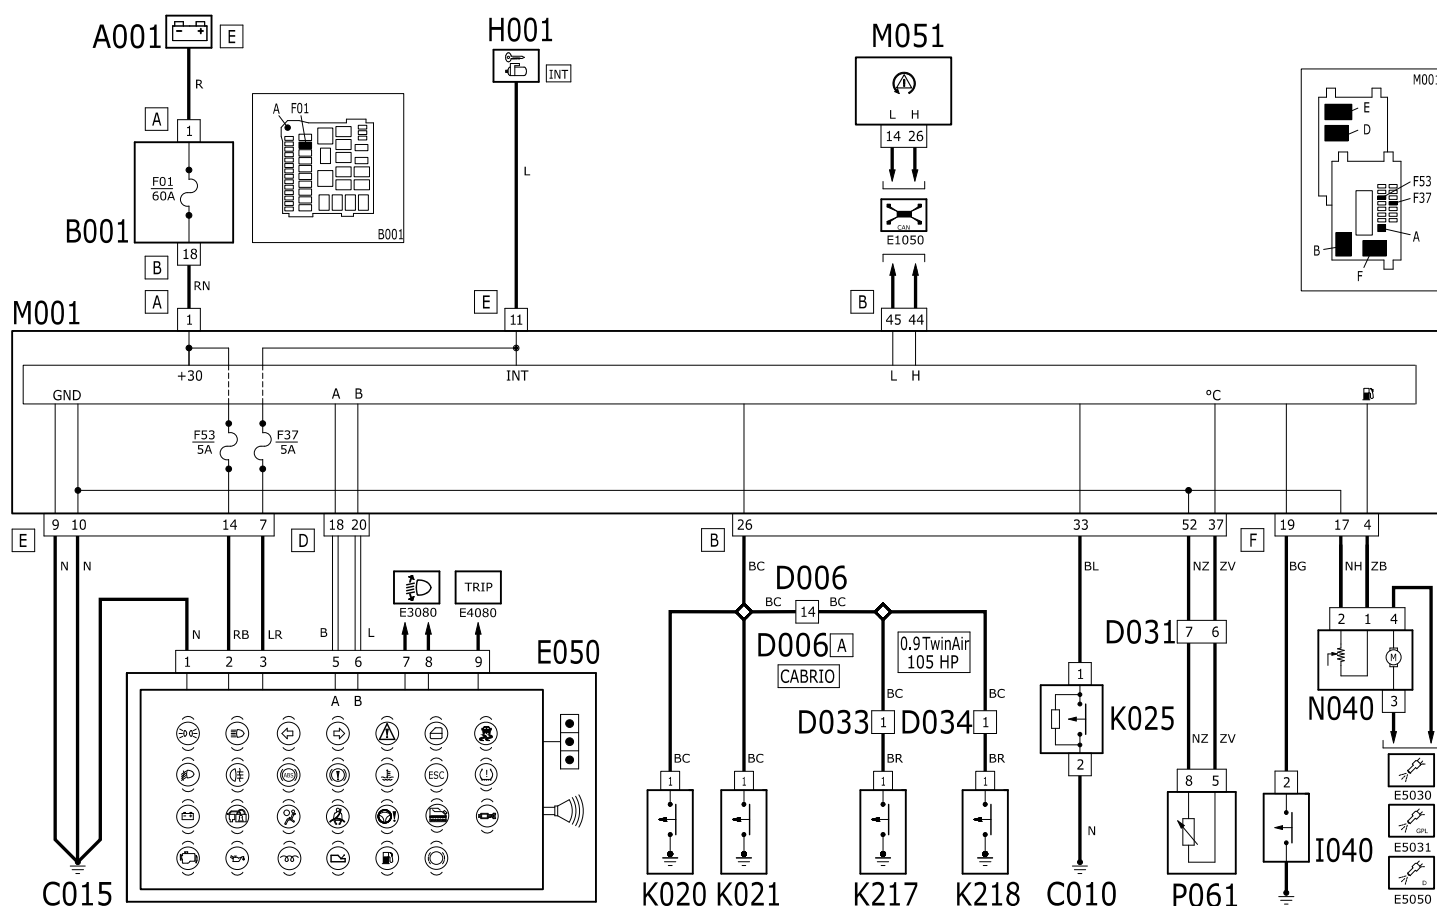 A001
E
H001
INT
M051
L H
14 26
R
L
A
1
F01
60A
B001
18
B
RN
A
1
A F01
B001
CAN
E1050
M001
E
D
F53
F37
A
B
F
M001
E
11
B
45 44
+30
INT
L H
GND
A B
°C
F53
5A
F37
5A
E
9 10
14
7
D
18 20
B
26
33
52 37
F
19
17
4
N N
RB
LR
B
L
N
E3080
TRIP
E4080
1
2
3
5
6
7
8
9
E050
A B
ABS
ESC
C015
BC
D006
BC
14
BC
D006
A
CABRIO
0.9 TwinAir
105 HP
BC
BC
D033
1
D034
1
BC
BC
BR
BR
1
1
1
1
K020
K021
K217
K218
BL
1
K025
2
N
C010
NZ
ZV
D031
7 6
NZ
ZV
8
5
P061
BG
2
I040
NH
ZB
2 1 4
M
N040
3
E5030
GPL
E5031
D
E5050